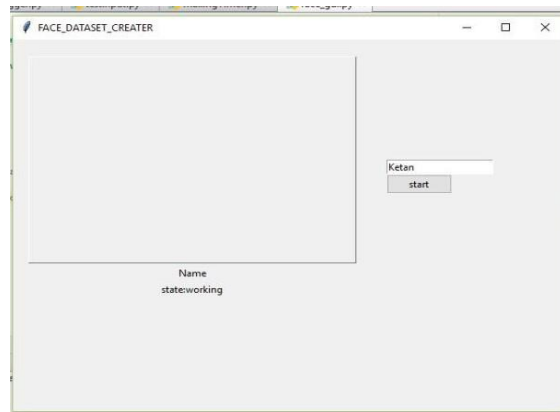 FACE_DATASET_CREATER
Ketan
start
Name
state:working